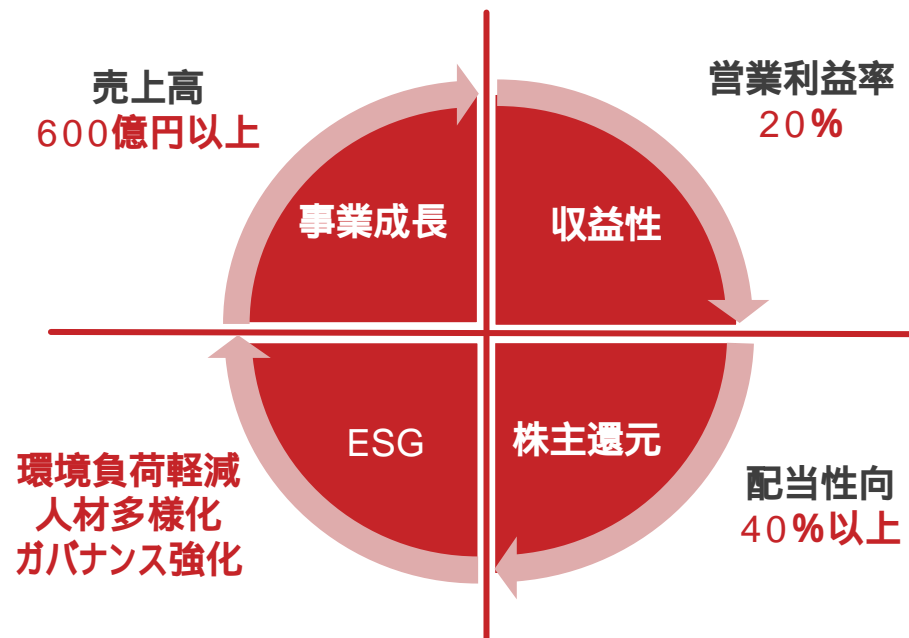 売上高
600億円以上
営業利益率
20%
事業成長
収益性
ESG
株主還元
環境負荷軽減
人材多様化
ガバナンス強化
配当性向
40%以上